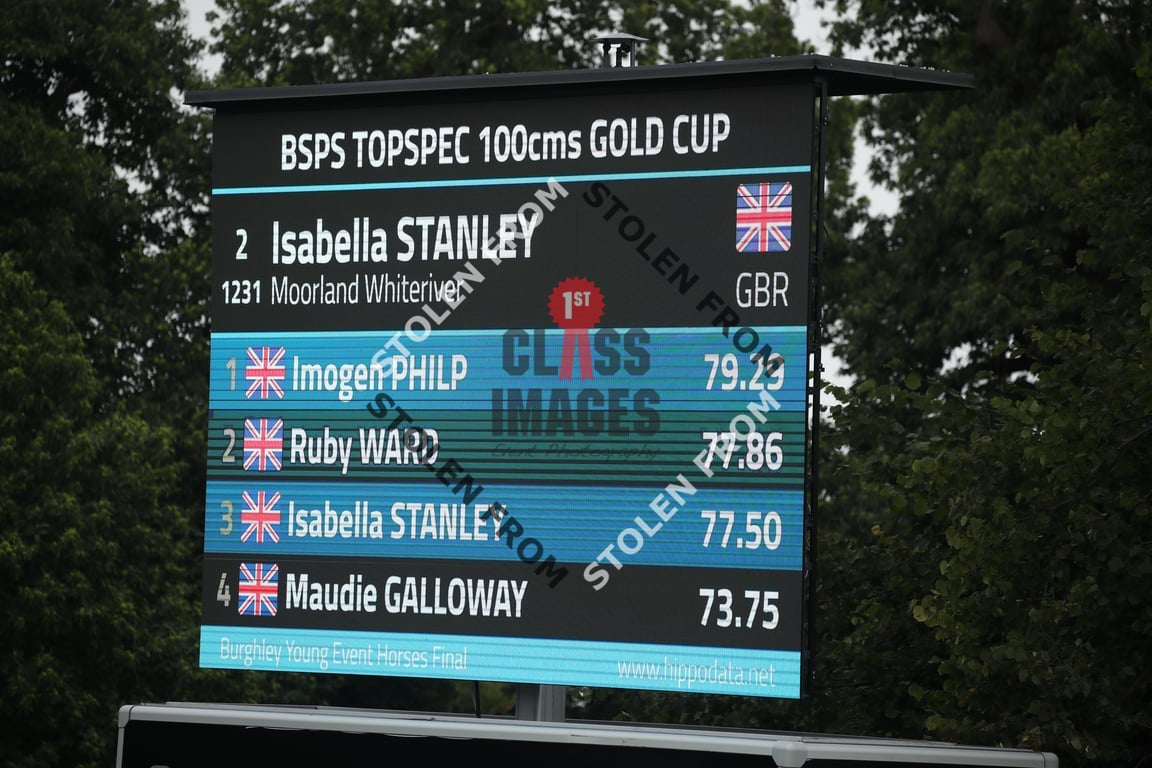 BSPS TOPSPEC 100cms GOLD CUP
2 Isabella STANLEY
1231 Moorland Whiteriver GBR
1 Imogen PHILP 79.29
2 Ruby WARD 77.86
3 Isabella STANLEY 77.50
4 Maudie GALLOWAY 73.75
Burghley Young Event Horses Final www.hippodata.net
STOLEN FROM
STOLEN FROM
1ST
CLASS
IMAGES
Event Photography
STOLEN FROM
STOLEN FROM